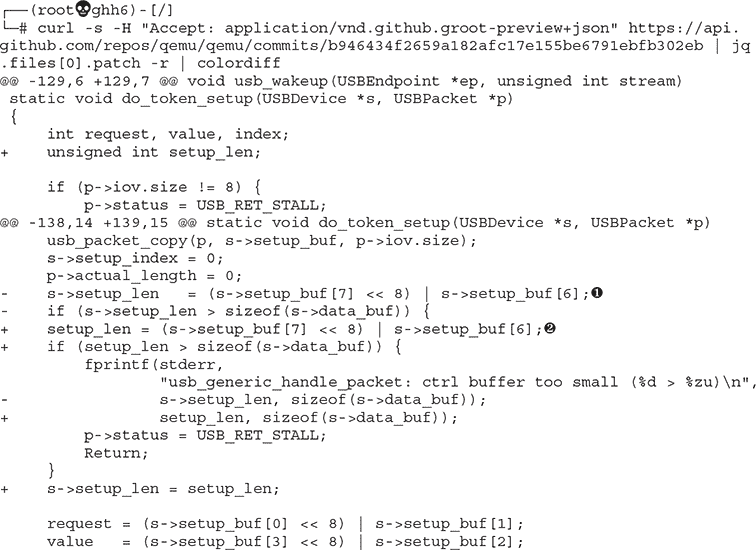 ┌──(root💀ghh6)-[/]
└─# curl -s -H "Accept: application/vnd.github.groot-preview+json" https://api.
github.com/repos/qemu/qemu/commits/b946434f2659a182afc17e155be6791ebfb302eb | jq
.files[0].patch -r | colordiff
@@ -129,6 +129,7 @@ void usb_wakeup(USBEndpoint *ep, unsigned int stream)
 static void do_token_setup(USBDevice *s, USBPacket *p)
 {
     int request, value, index;
+    unsigned int setup_len;

     if (p->iov.size != 8) {
         p->status = USB_RET_STALL;
@@ -138,14 +139,15 @@ static void do_token_setup(USBDevice *s, USBPacket *p)
     usb_packet_copy(p, s->setup_buf, p->iov.size);
     s->setup_index = 0;
     p->actual_length = 0;
-    s->setup_len   = (s->setup_buf[7] << 8) | s->setup_buf[6];❶
-    if (s->setup_len > sizeof(s->data_buf)) {
+    setup_len = (s->setup_buf[7] << 8) | s->setup_buf[6];❷
+    if (setup_len > sizeof(s->data_buf)) {
         fprintf(stderr,
                 "usb_generic_handle_packet: ctrl buffer too small (%d > %zu)\n",
-                s->setup_len, sizeof(s->data_buf));
+                setup_len, sizeof(s->data_buf));
         p->status = USB_RET_STALL;
         Return;
     }
+    s->setup_len = setup_len;

     request = (s->setup_buf[0] << 8) | s->setup_buf[1];
     value   = (s->setup_buf[3] << 8) | s->setup_buf[2];